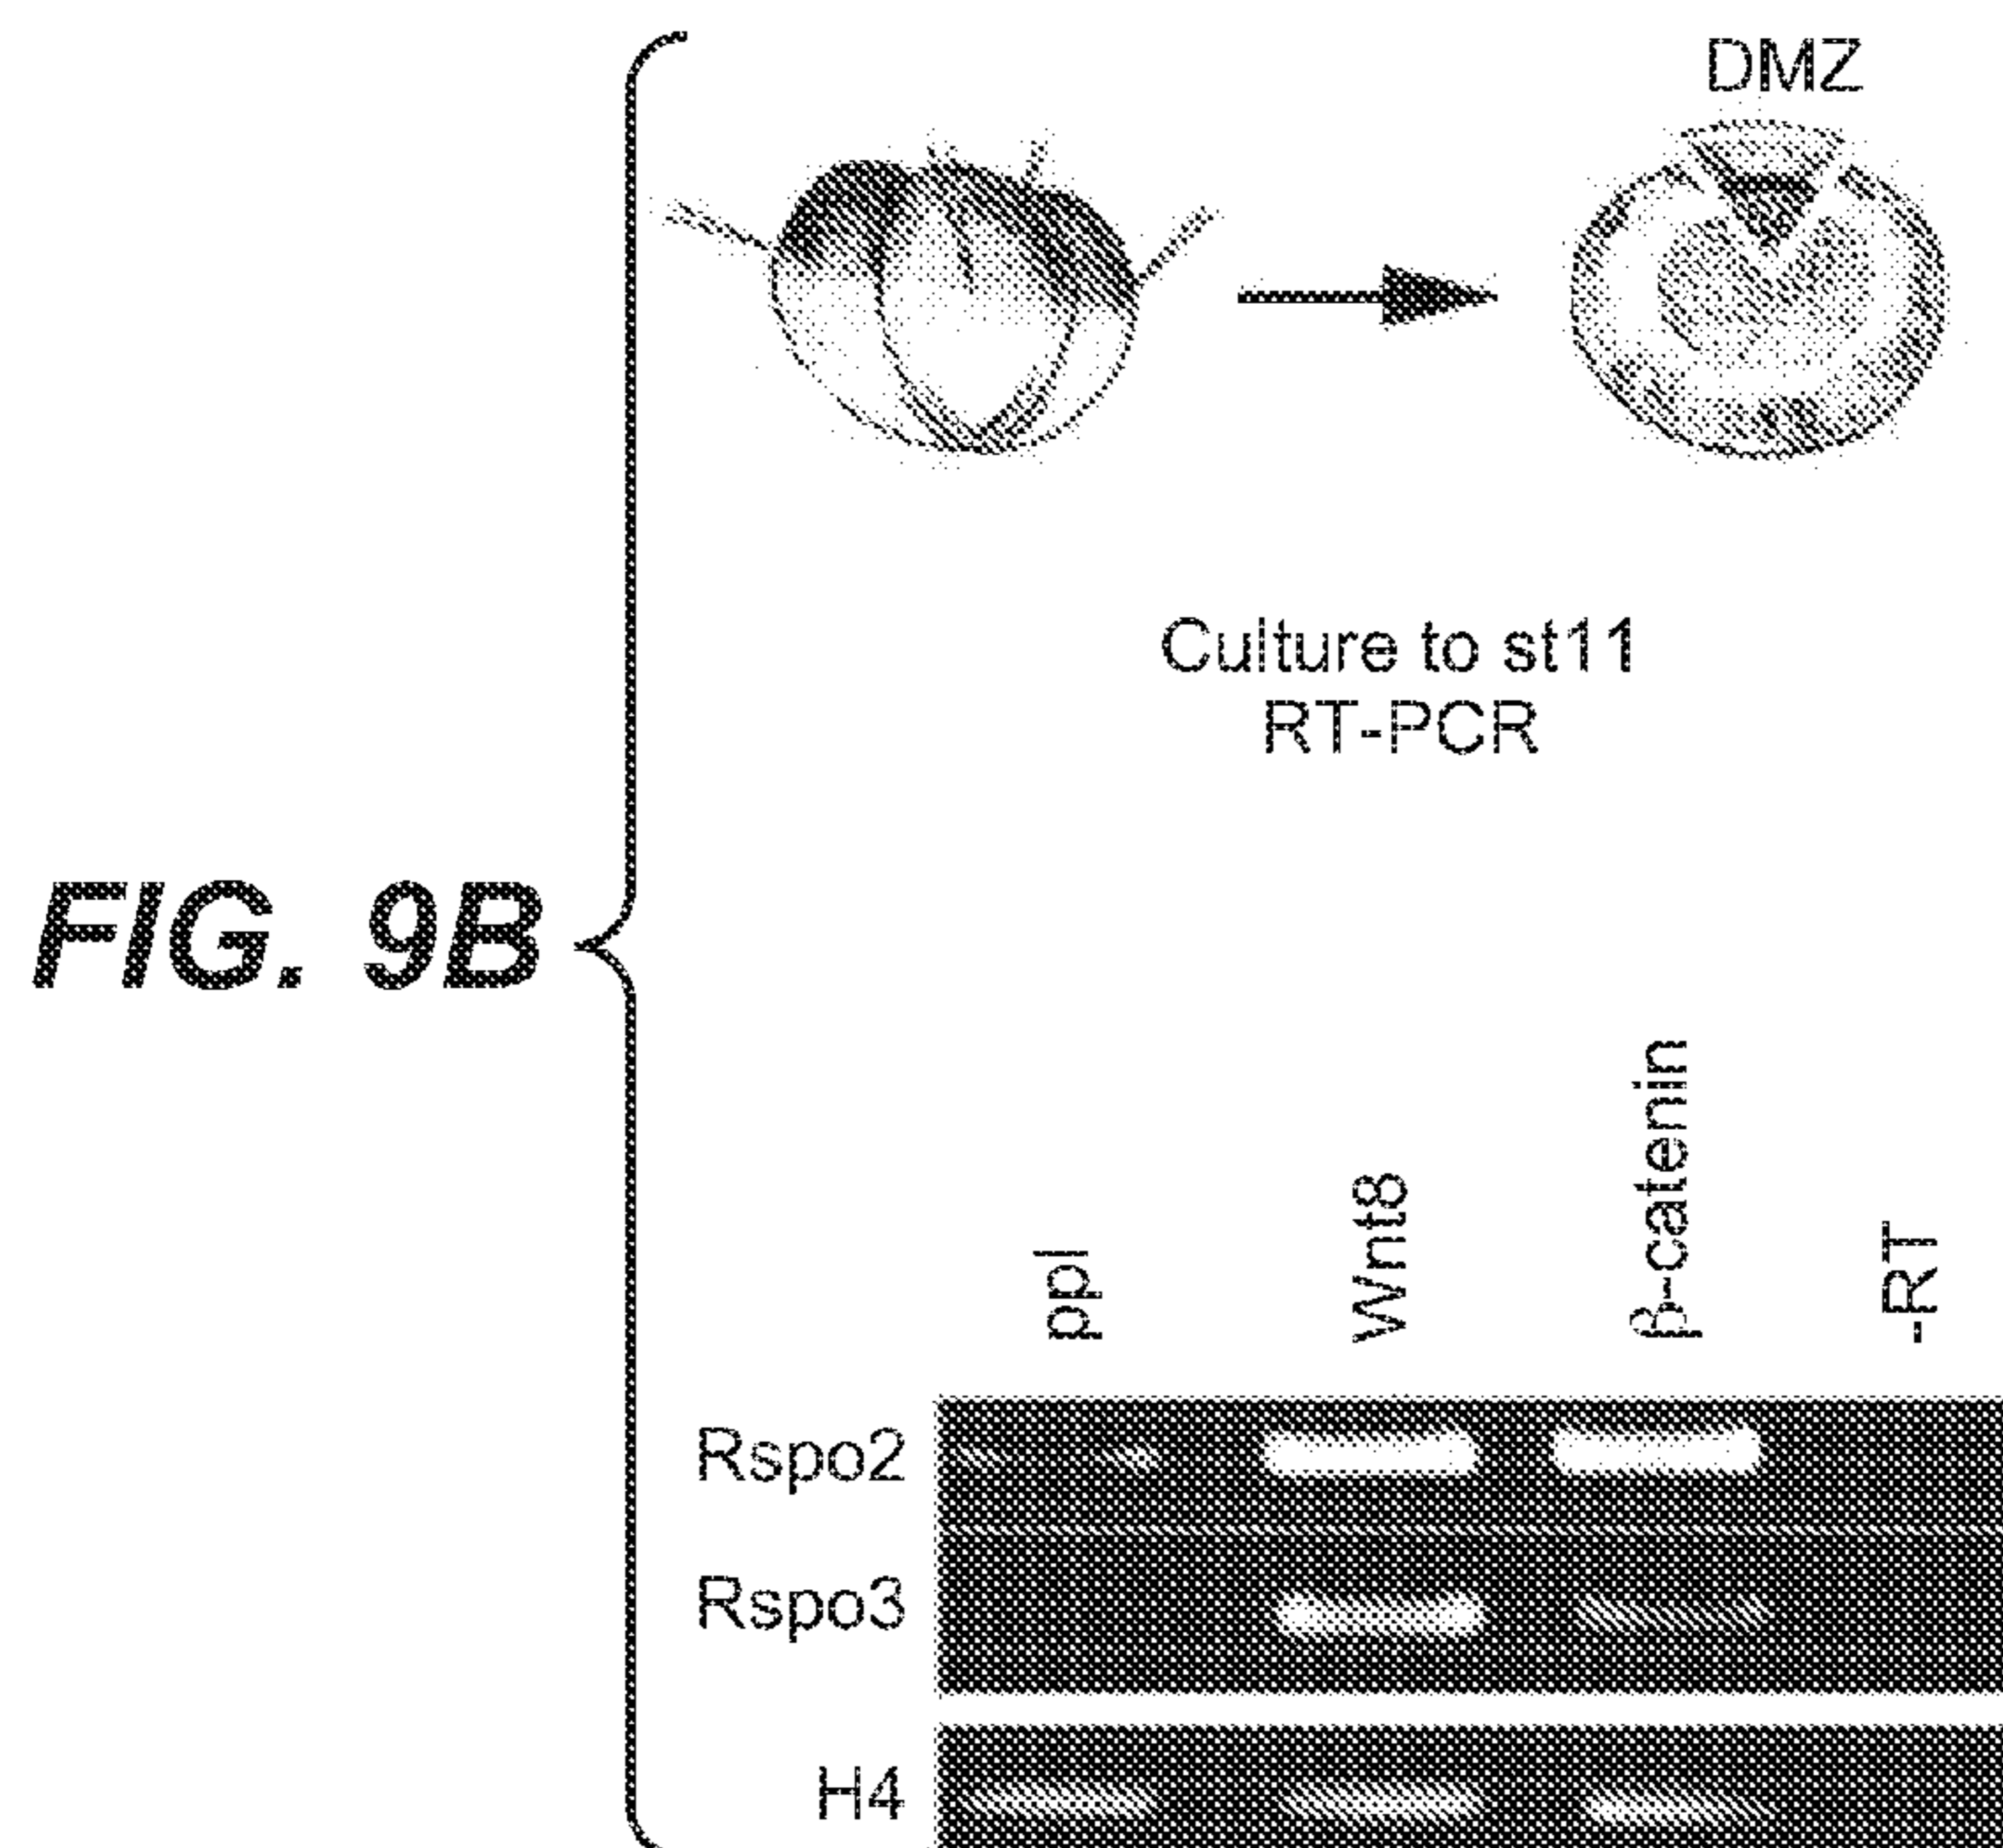 DMZ
Culture to st11
RT-PCR
FIG. 9B
ppl
Wnt8
β-catenin
-RT
Rspo2
Rspo3
H4